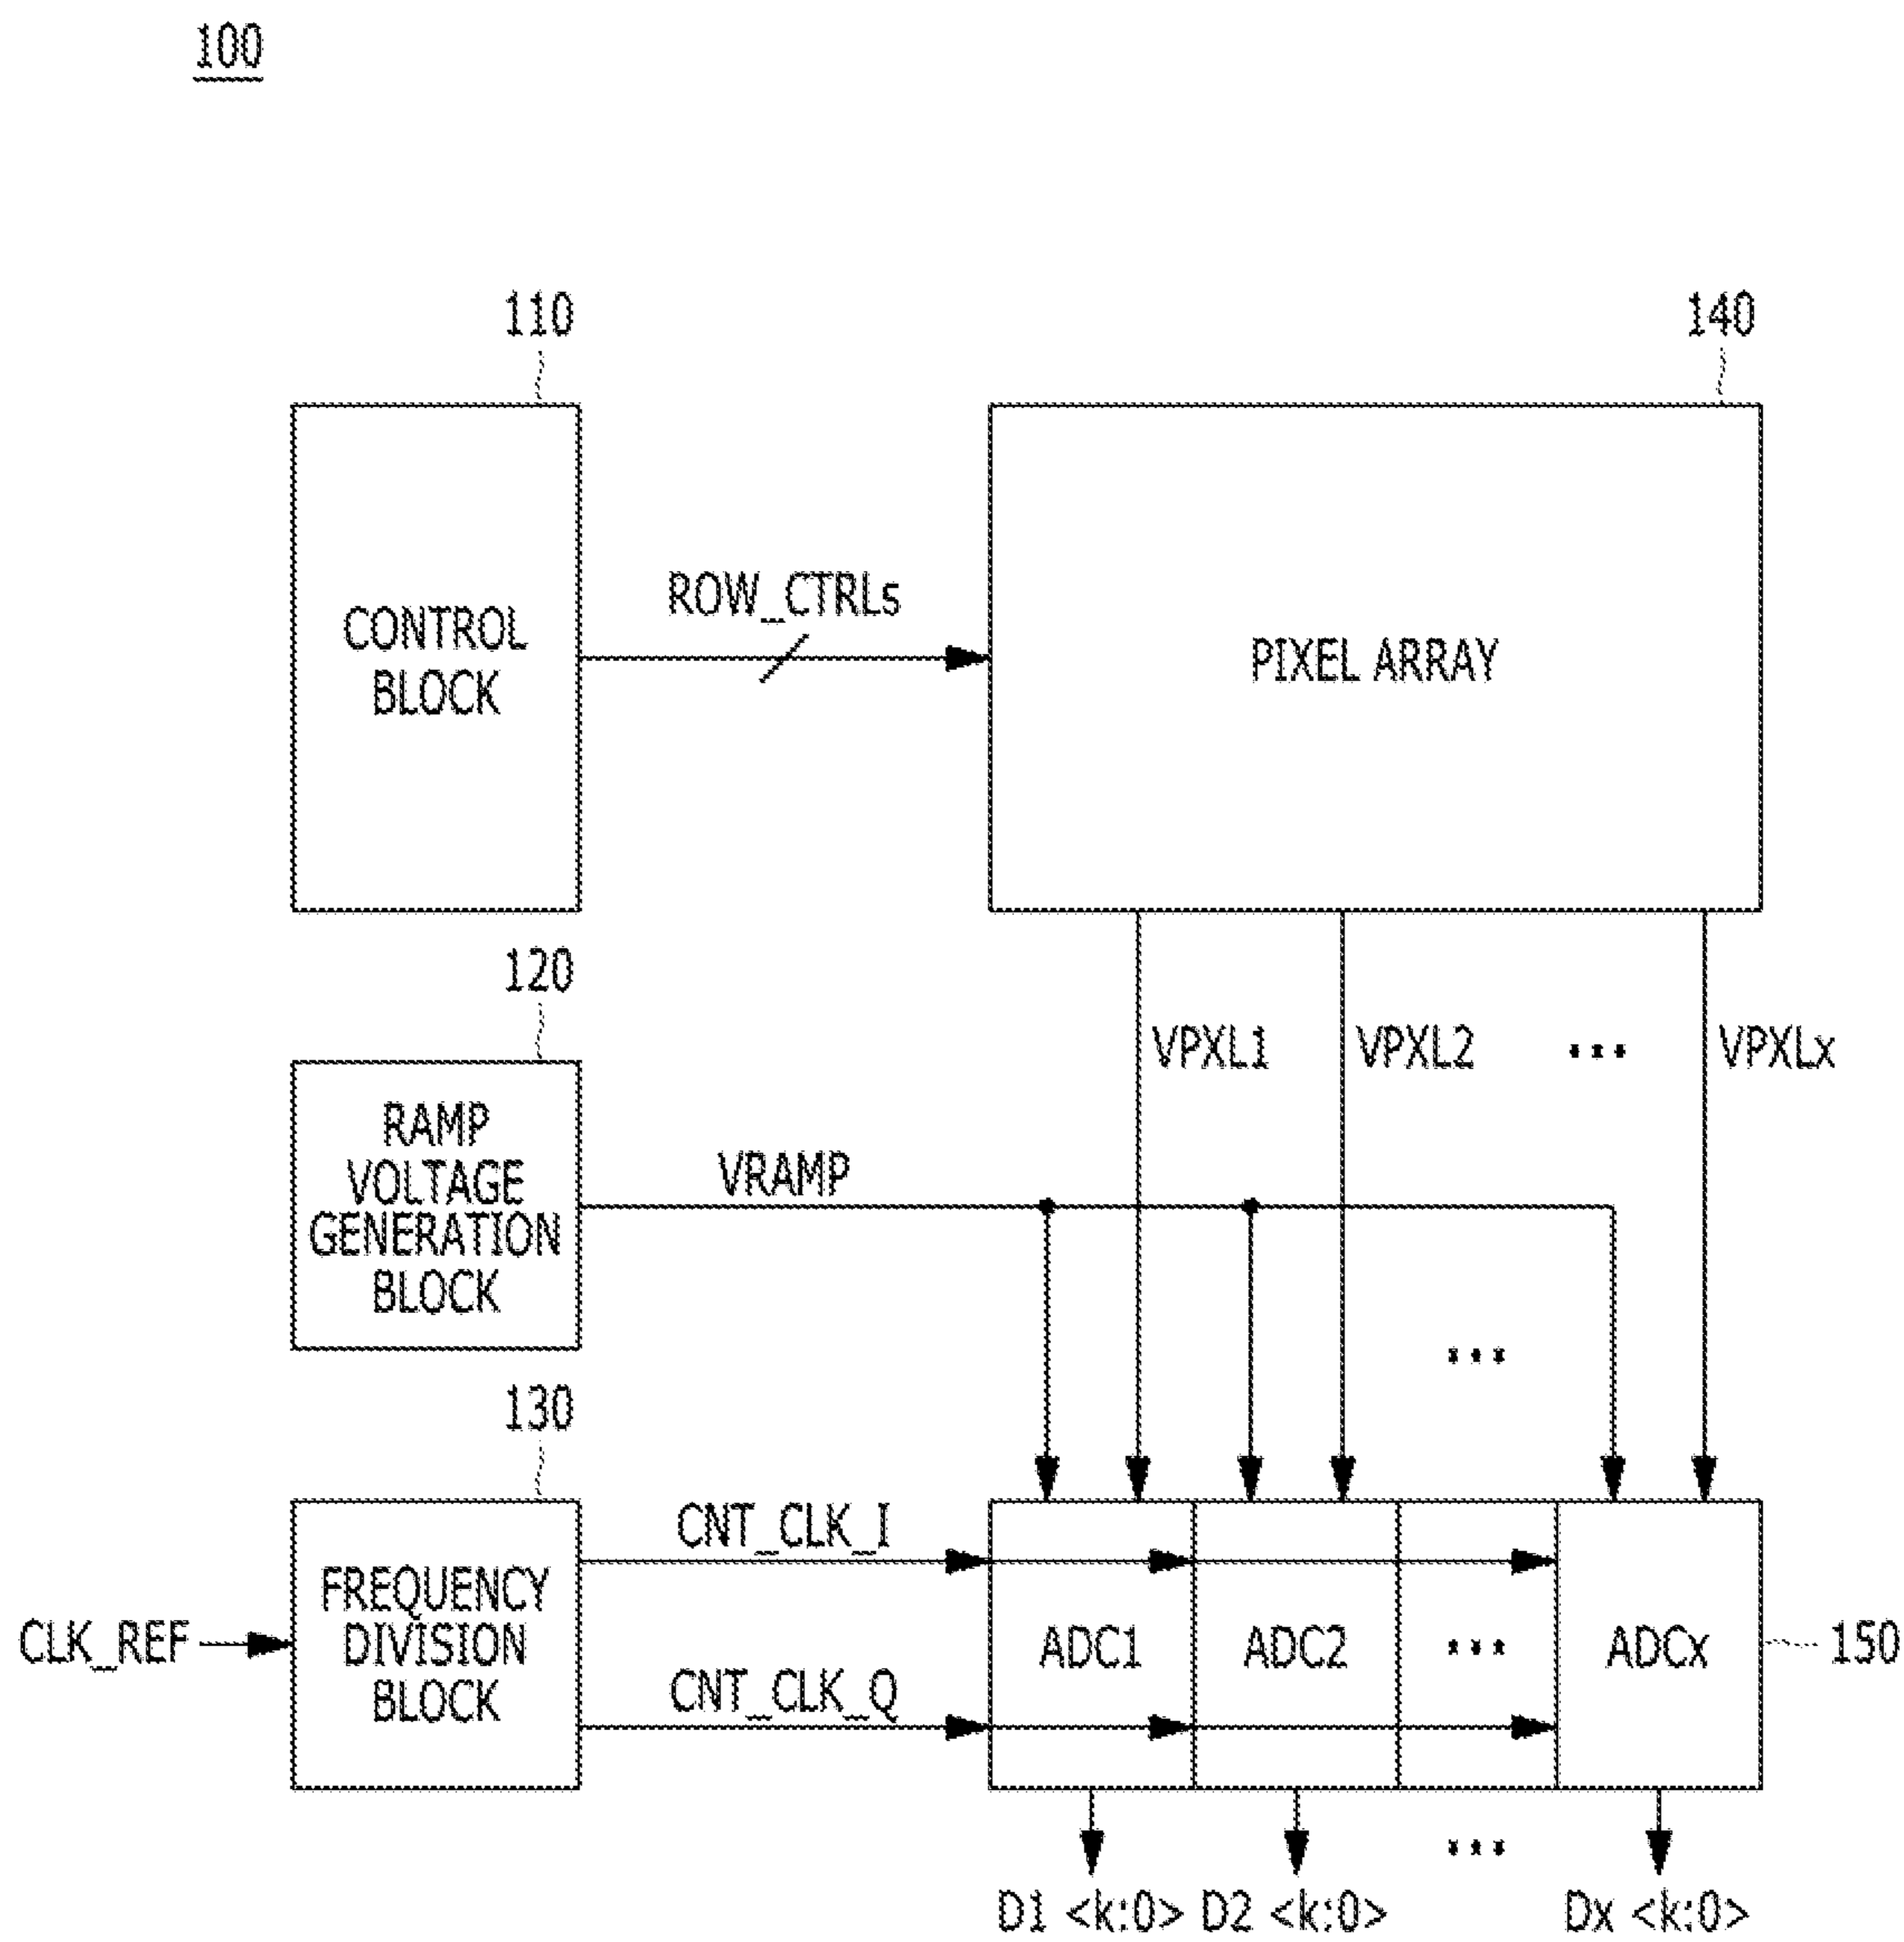 100
110
140
CONTROL
BLOCK
ROW_CTRLs
PIXEL ARRAY
120
VPXL1
VPXL2
...
VPXLx
RAMP
VOLTAGE
GENERATION
BLOCK
VRAMP
...
130
CLK_REF
FREQUENCY
DIVISION
BLOCK
CNT_CLK_I
CNT_CLK_Q
ADC1
ADC2
...
ADCx
150
D1 <k:0>
D2 <k:0>
...
Dx <k:0>